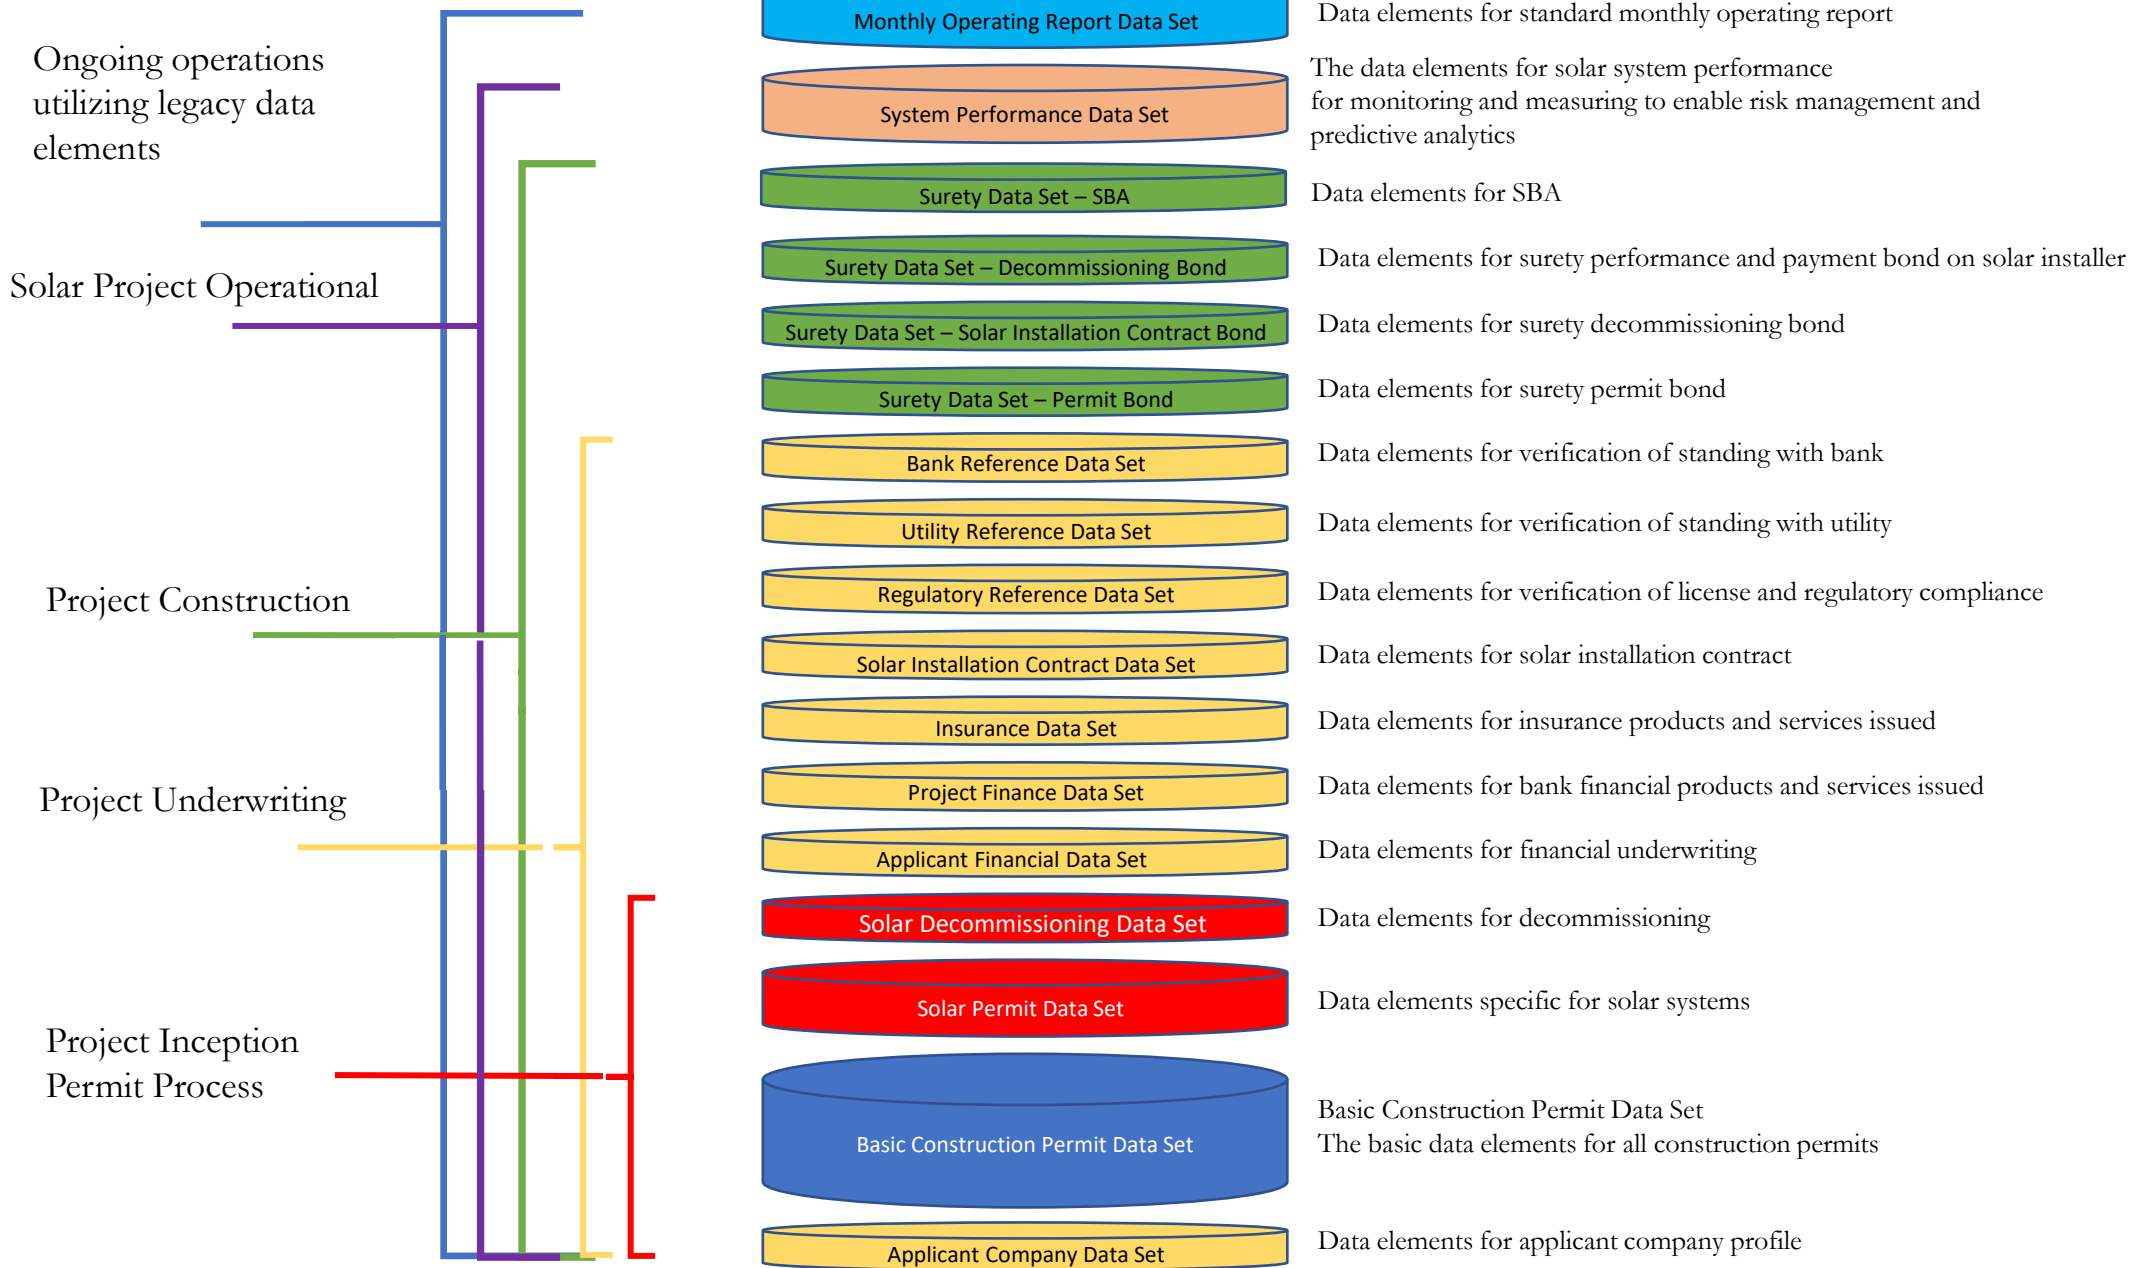 Ongoing operations
utilizing legacy data
elements
Solar Project Operational
Project Construction
Project Underwriting
Project Inception
Permit Process
Monthly Operating Report Data Set
Data elements for standard monthly operating report
System Performance Data Set
The data elements for solar system performance
for monitoring and measuring to enable risk management and
predictive analytics
Surety Data Set – SBA
Data elements for SBA
Surety Data Set – Decommissioning Bond
Data elements for surety performance and payment bond on solar installer
Surety Data Set – Solar Installation Contract Bond
Data elements for surety decommissioning bond
Surety Data Set – Permit Bond
Data elements for surety permit bond
Bank Reference Data Set
Data elements for verification of standing with bank
Utility Reference Data Set
Data elements for verification of standing with utility
Regulatory Reference Data Set
Data elements for verification of license and regulatory compliance
Solar Installation Contract Data Set
Data elements for solar installation contract
Insurance Data Set
Data elements for insurance products and services issued
Project Finance Data Set
Data elements for bank financial products and services issued
Applicant Financial Data Set
Data elements for financial underwriting
Solar Decommissioning Data Set
Data elements for decommissioning
Solar Permit Data Set
Data elements specific for solar systems
Basic Construction Permit Data Set
Basic Construction Permit Data Set
The basic data elements for all construction permits
Applicant Company Data Set
Data elements for applicant company profile